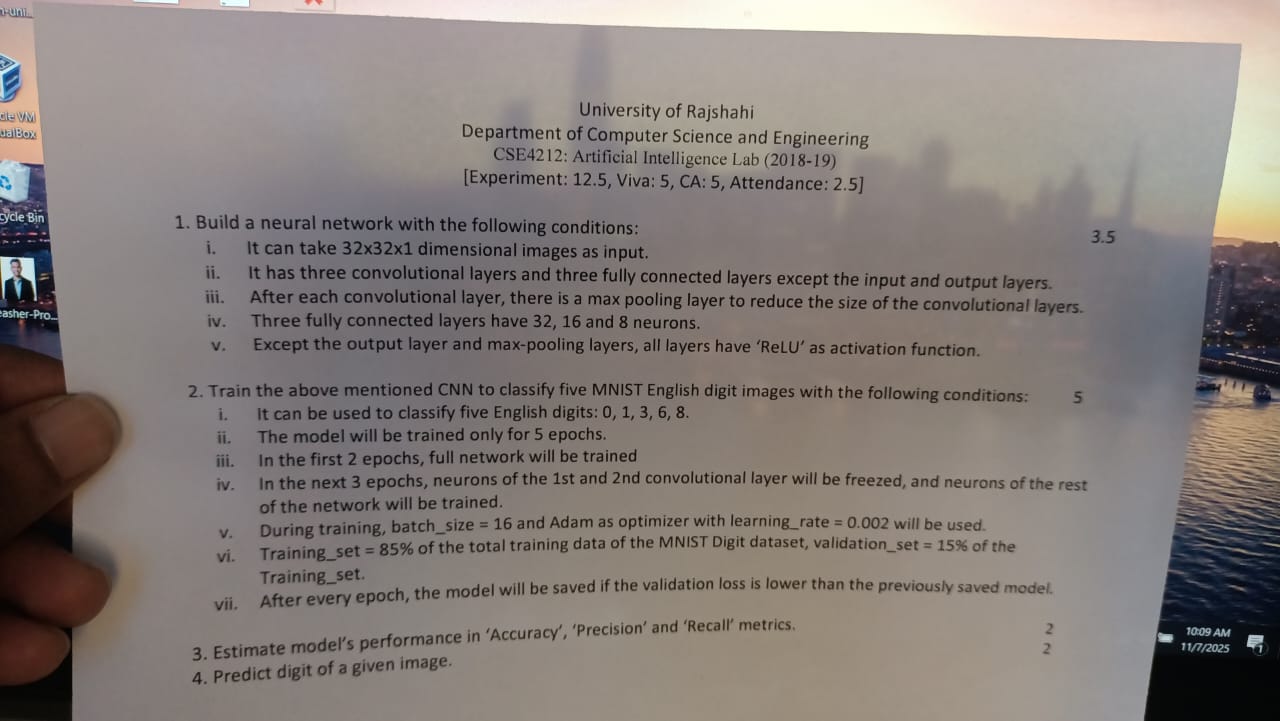 n-uni...
cle VM
ualBox
cycle Bin
easher-Pro...
University of Rajshahi
Department of Computer Science and Engineering
CSE4212: Artificial Intelligence Lab (2018-19)
[Experiment: 12.5, Viva: 5, CA: 5, Attendance: 2.5]
1. Build a neural network with the following conditions: 3.5
i. It can take 32x32x1 dimensional images as input.
ii. It has three convolutional layers and three fully connected layers except the input and output layers.
iii. After each convolutional layer, there is a max pooling layer to reduce the size of the convolutional layers.
iv. Three fully connected layers have 32, 16 and 8 neurons.
v. Except the output layer and max-pooling layers, all layers have ‘ReLU’ as activation function.
2. Train the above mentioned CNN to classify five MNIST English digit images with the following conditions: 5
i. It can be used to classify five English digits: 0, 1, 3, 6, 8.
ii. The model will be trained only for 5 epochs.
iii. In the first 2 epochs, full network will be trained
iv. In the next 3 epochs, neurons of the 1st and 2nd convolutional layer will be freezed, and neurons of the rest
of the network will be trained.
v. During training, batch_size = 16 and Adam as optimizer with learning_rate = 0.002 will be used.
vi. Training_set = 85% of the total training data of the MNIST Digit dataset, validation_set = 15% of the
Training_set.
vii. After every epoch, the model will be saved if the validation loss is lower than the previously saved model.
3. Estimate model’s performance in ‘Accuracy’, ‘Precision’ and ‘Recall’ metrics. 2
4. Predict digit of a given image. 2
10:09 AM
11/7/2025
1